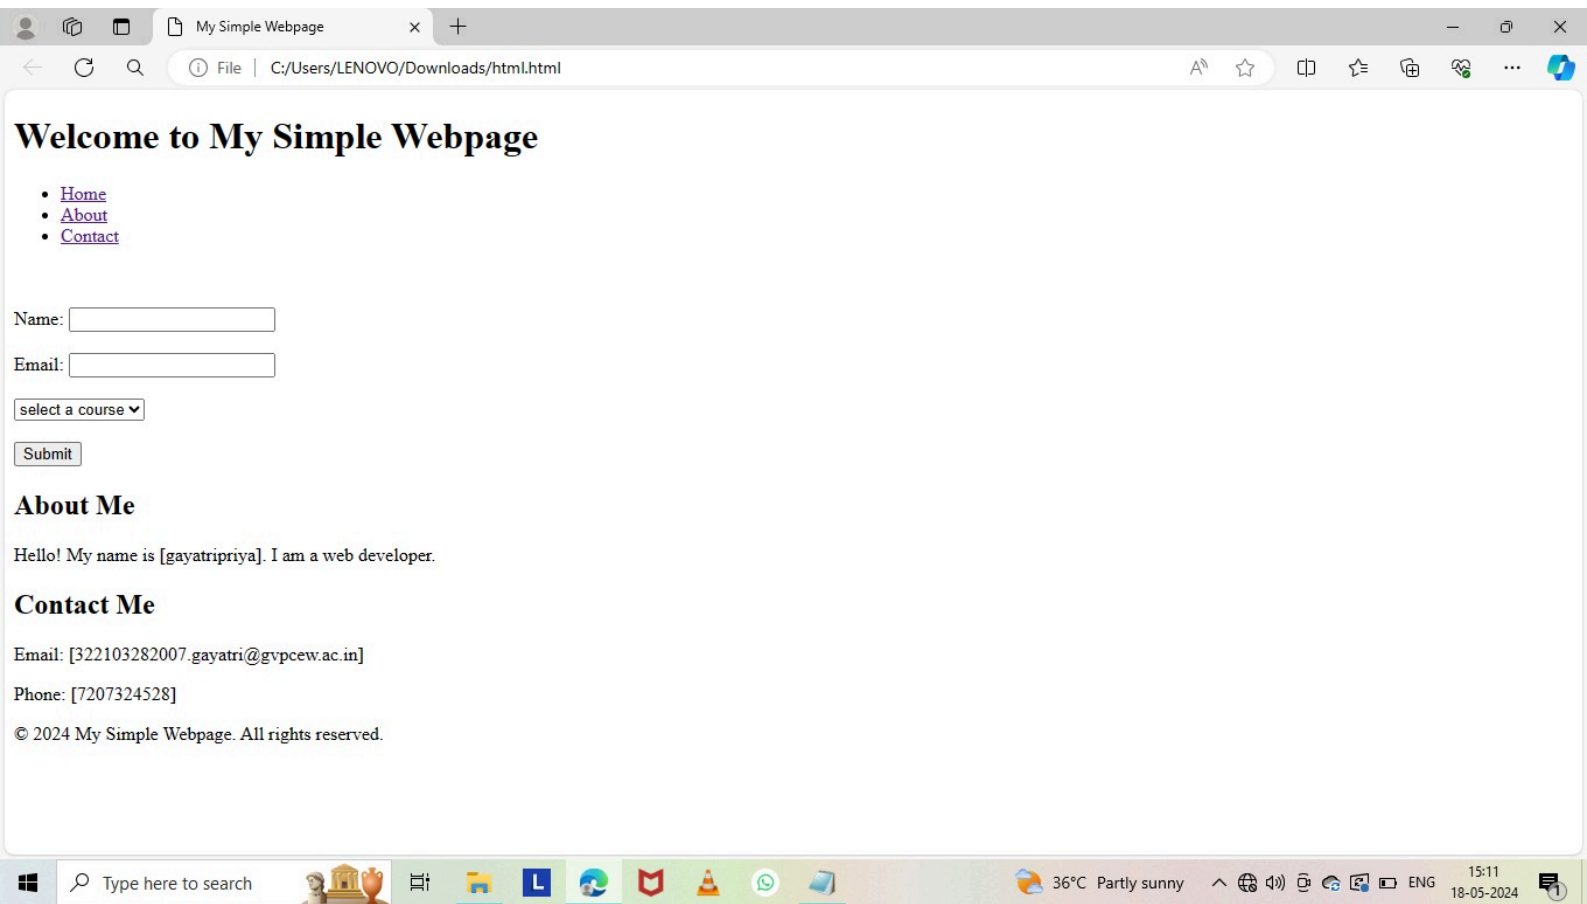 My Simple Webpage
File | C:/Users/LENOVO/Downloads/html.html
Welcome to My Simple Webpage
Home
About
Contact
Name:
Email:
select a course
Submit
About Me
Hello! My name is [gayatripriya]. I am a web developer.
Contact Me
Email: [322103282007.gayatri@gvpcew.ac.in]
Phone: [7207324528]
© 2024 My Simple Webpage. All rights reserved.
Type here to search
L
36°C Partly sunny
ENG
15:11
18-05-2024
1